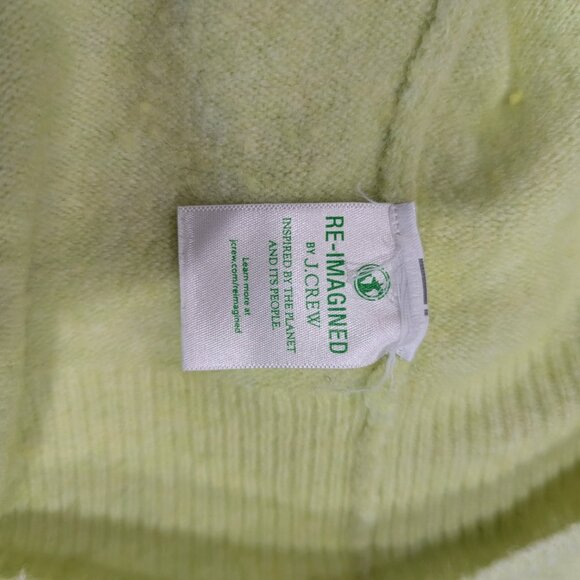 RE-IMAGINED
BY J.CREW
INSPIRED BY THE PLANET
AND ITS PEOPLE.
Learn more at
jcrew.com/reimagined